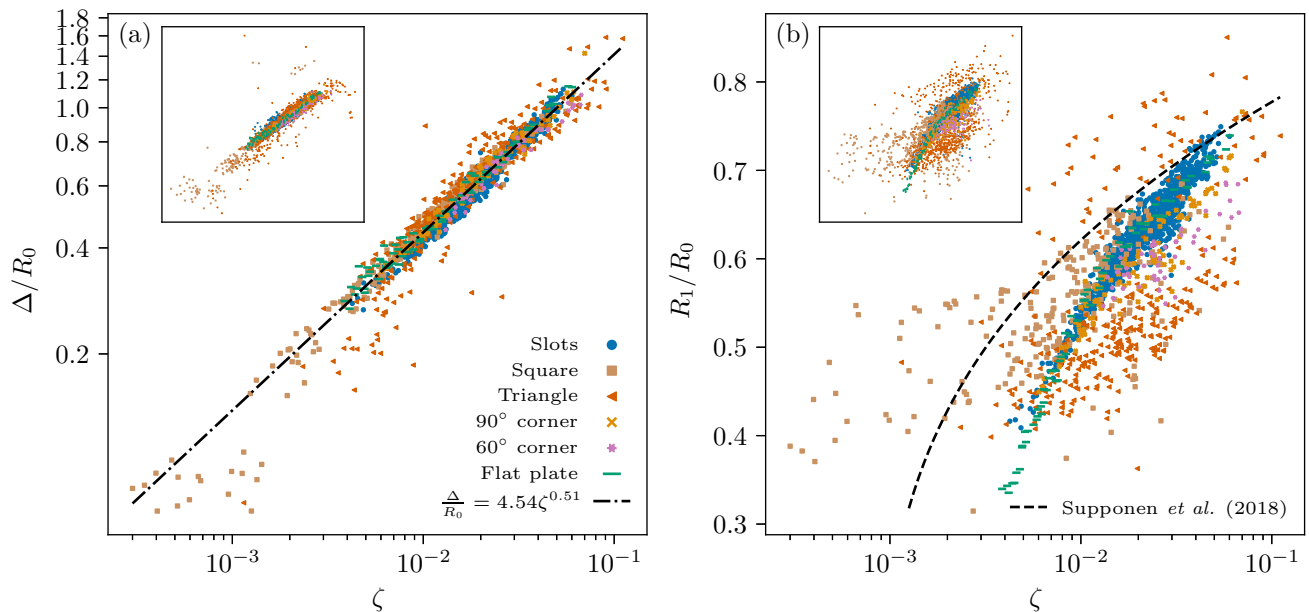 (a)
1.8
1.6
1.4
1.2
1.0
0.8
0.6
0.4
0.2
Δ/R₀
Slots
Square
Triangle
90° corner
60° corner
Flat plate
Δ/R₀ = 4.54ζ^0.51
10⁻³ 10⁻² 10⁻¹
ζ
(b)
0.8
0.7
0.6
0.5
0.4
0.3
R₁/R₀
Supponen et al. (2018)
10⁻³ 10⁻² 10⁻¹
ζ